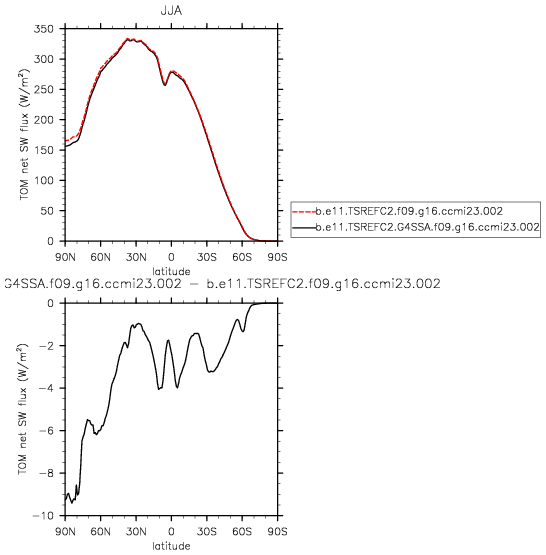 JJA
350
300
250
200
150
100
50
0
TOM net SW flux (W/m²)
90N 60N 30N 0 30S 60S 90S
latitude
b.e11.TSREFC2.f09.g16.ccmi23.002
b.e11.TSREFC2.G4SSA.f09.g16.ccmi23.002
G4SSA.f09.g16.ccmi23.002 - b.e11.TSREFC2.f09.g16.ccmi23.002
0
-2
-4
-6
-8
-10
TOM net SW flux (W/m²)
90N 60N 30N 0 30S 60S 90S
latitude